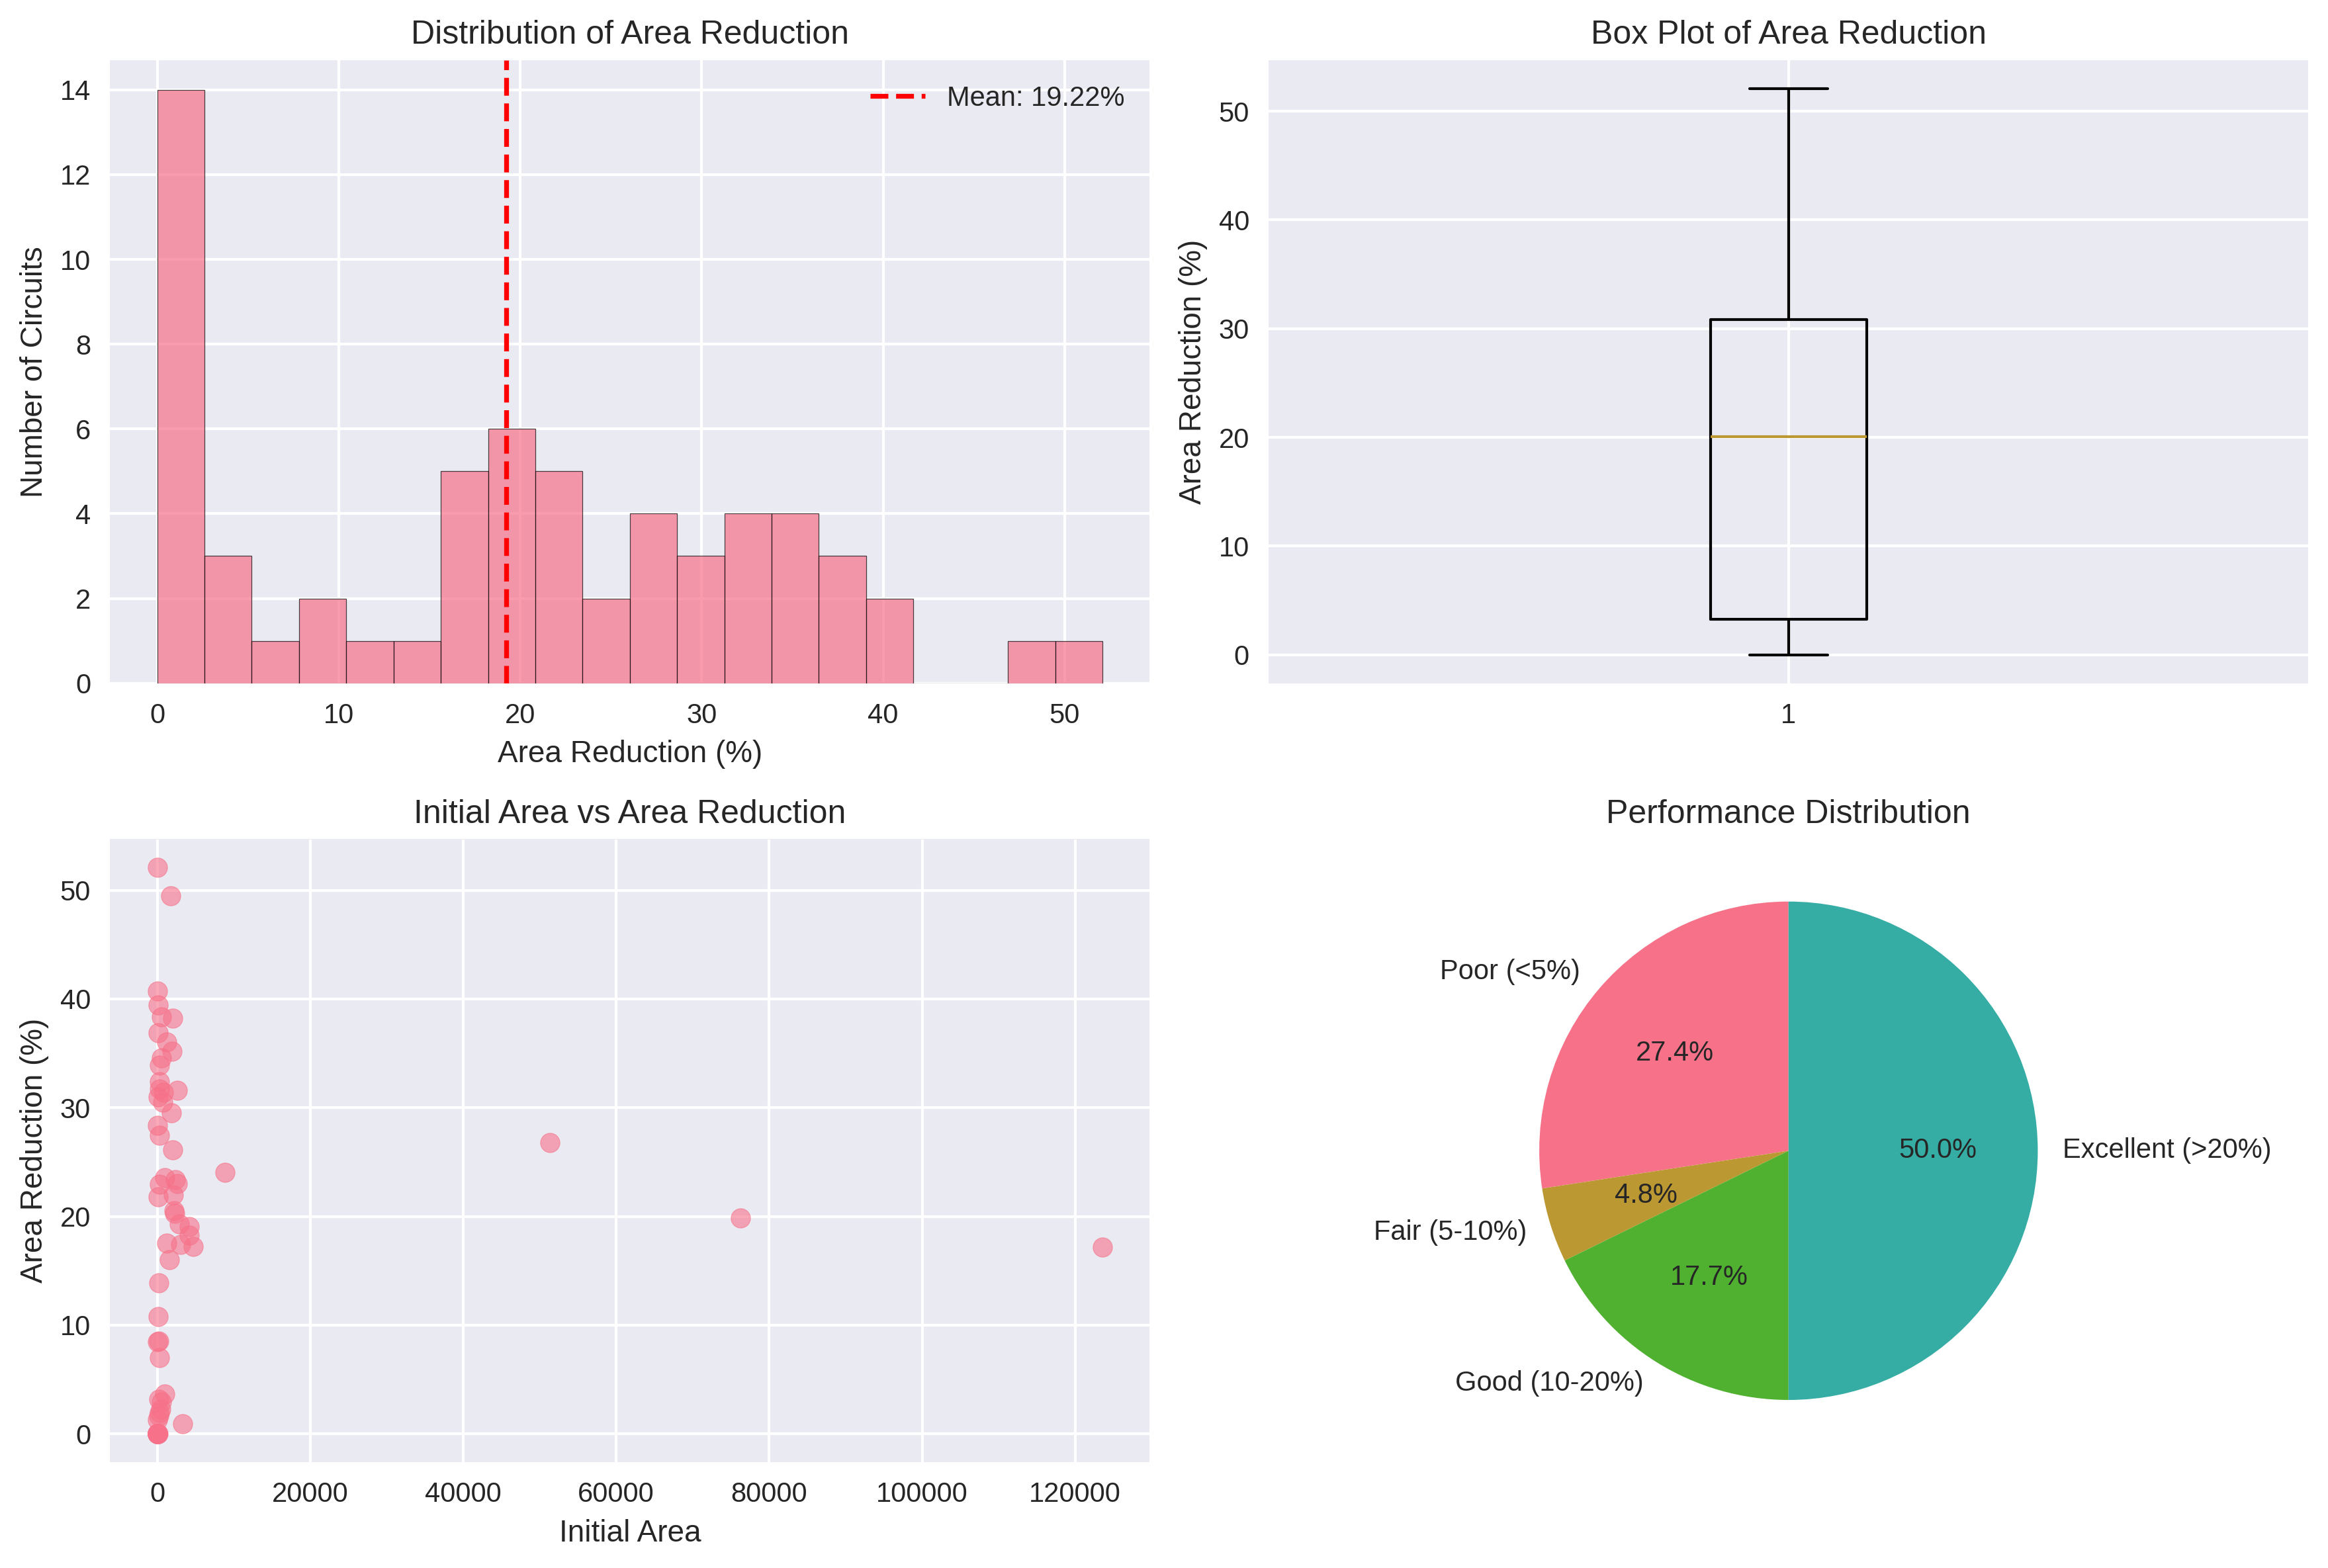 Distribution of Area Reduction
Mean: 19.22%
Number of Circuits
14
12
10
8
6
4
2
0
0 10 20 30 40 50
Area Reduction (%)
Box Plot of Area Reduction
Area Reduction (%)
50
40
30
20
10
0
1
Initial Area vs Area Reduction
Area Reduction (%)
50
40
30
20
10
0
0 20000 40000 60000 80000 100000 120000
Initial Area
Performance Distribution
Poor (<5%)
27.4%
50.0%
Excellent (>20%)
4.8%
Fair (5-10%)
17.7%
Good (10-20%)